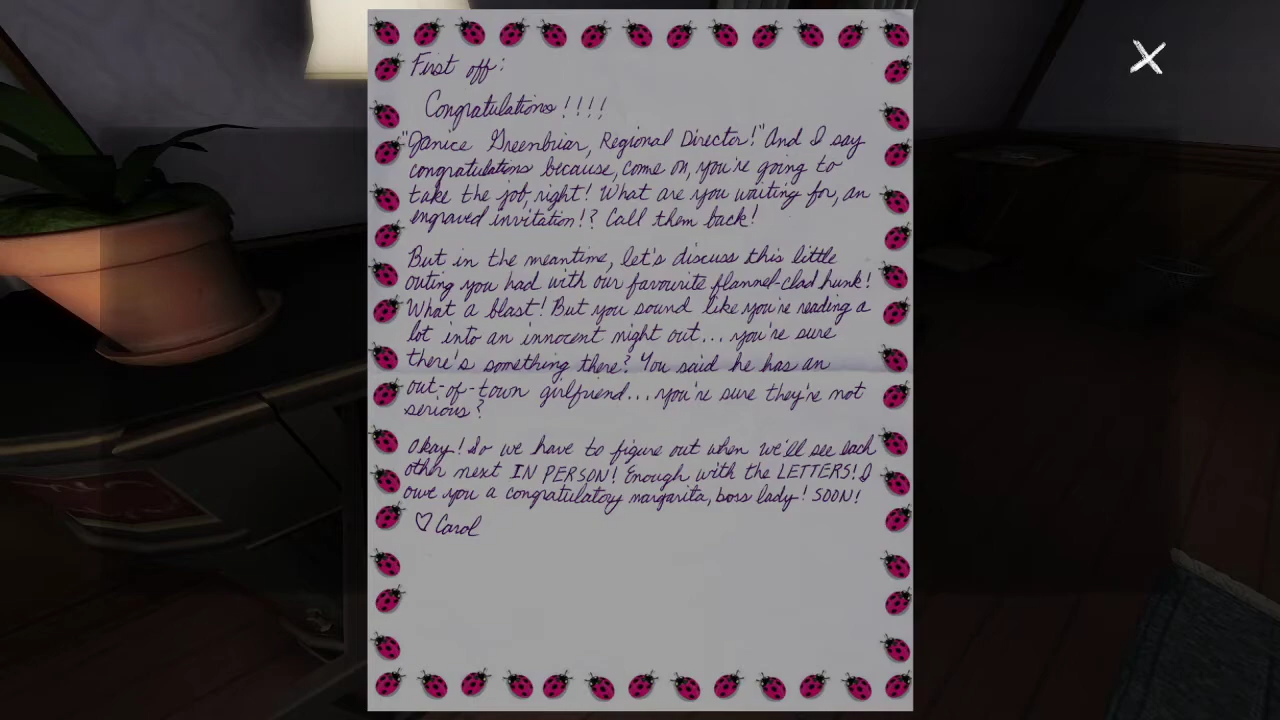 First off:
Congratulations!!!!
"Janice Greenbriar, Regional Director!" And I say
congratulations because, come on, you're going to
take the job, right! What are you waiting for, an
engraved invitation!? Call them back!
But in the meantime, let's discuss this little
outing you had with our favourite flannel-clad hunk!
What a blast! But you sound like you're reading a
lot into an innocent night out... you're sure
there's something there? You said he has an
out-of-town girlfriend... you're sure they're not
serious?
Okay! So we have to figure out when we'll see each
other next IN PERSON! Enough with the LETTERS! I
owe you a congratulatory margarita, boss lady! SOON!
♡ Carol